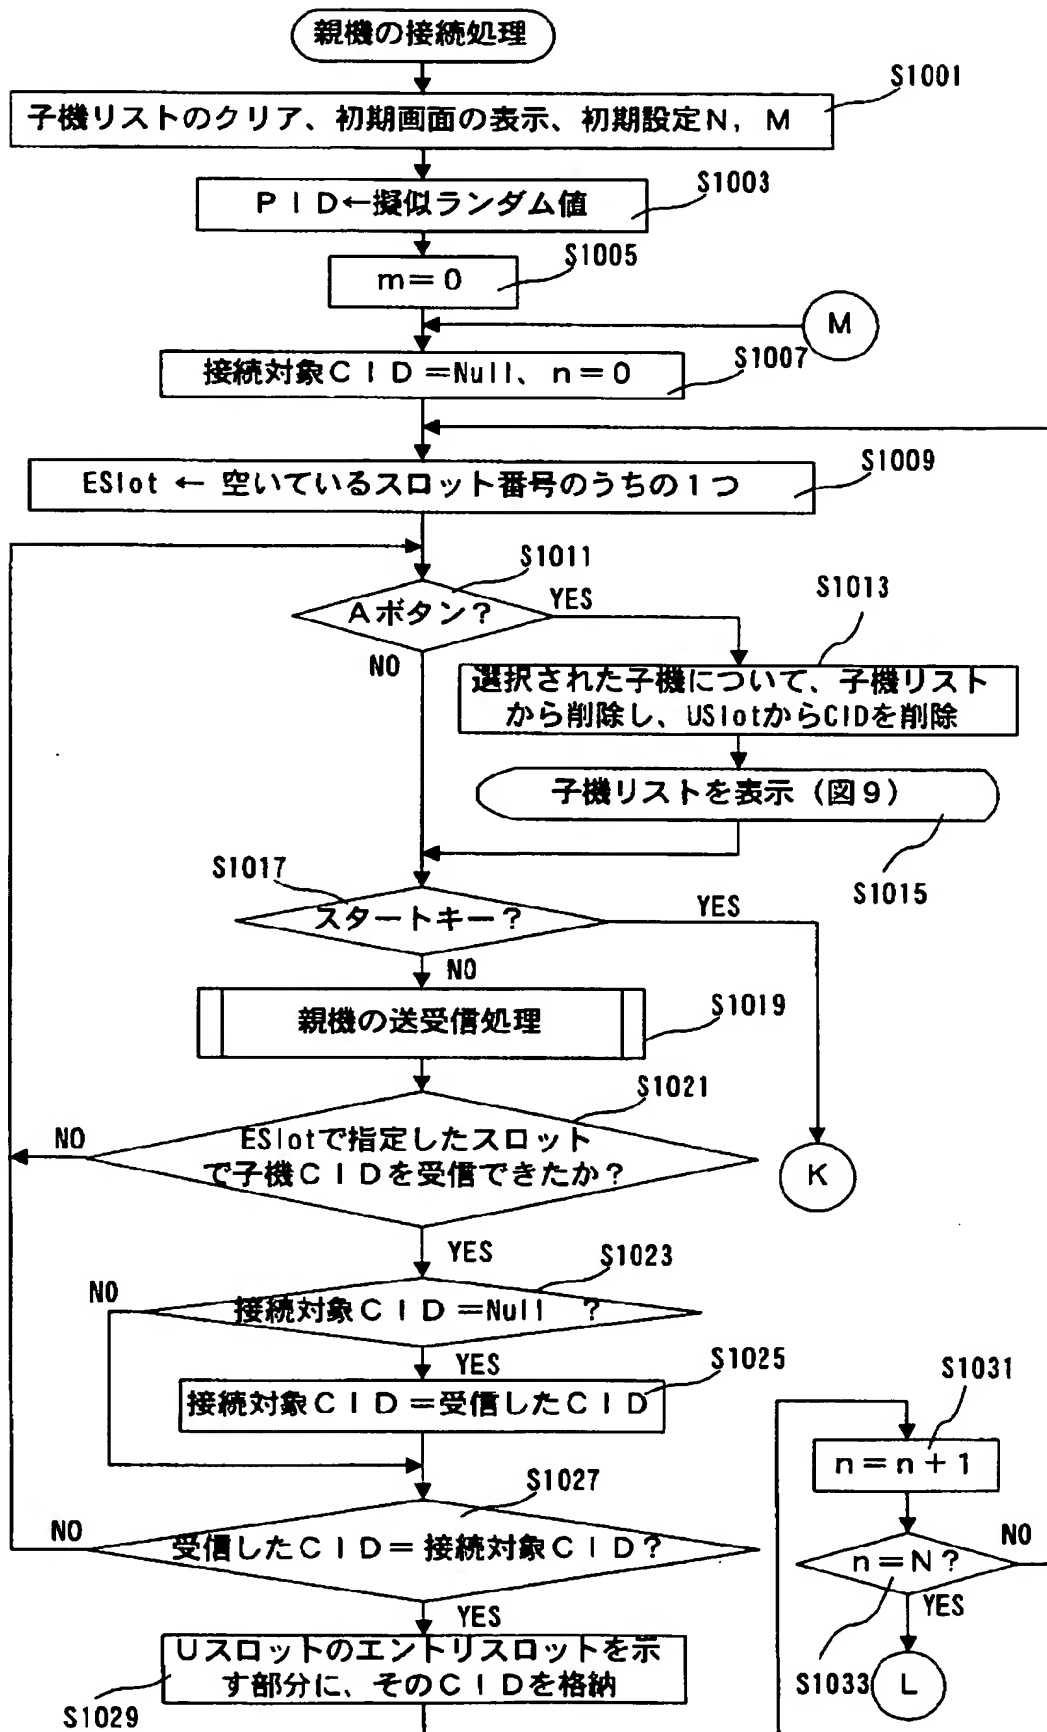 親機の接続処理
S1001
子機リストのクリア、初期画面の表示、初期設定N, M
S1003
PID←擬似ランダム値
S1005
m=0
M
S1007
接続対象CID=Null、n=0
S1009
ESlot ← 空いているスロット番号のうちの1つ
S1011
Aボタン?
YES
NO
S1013
選択された子機について、子機リスト
から削除し、USlotからCIDを削除
子機リストを表示(図9)
S1015
S1017
スタートキー?
YES
NO
親機の送受信処理
S1019
S1021
ESlotで指定したスロット
で子機CIDを受信できたか?
NO
K
YES
S1023
接続対象CID=Null ?
NO
YES
S1025
接続対象CID=受信したCID
S1031
n=n+1
S1027
受信したCID=接続対象CID?
NO
n=N?
NO
YES
YES
S1029
Uスロットのエントリスロットを示
す部分に、そのCIDを格納
S1033
L